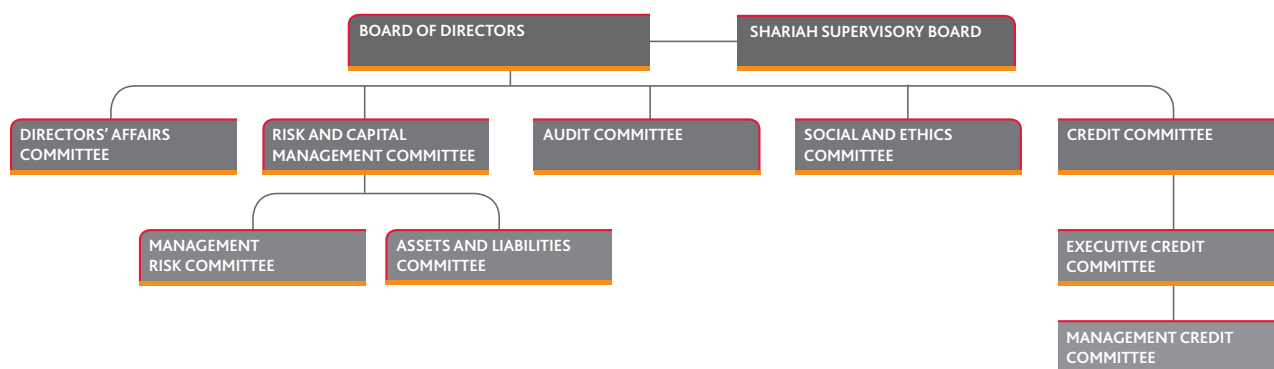 BOARD OF DIRECTORS
SHARIAH SUPERVISORY BOARD
DIRECTORS’ AFFAIRS
COMMITTEE
RISK AND CAPITAL
MANAGEMENT COMMITTEE
AUDIT COMMITTEE
SOCIAL AND ETHICS
COMMITTEE
CREDIT COMMITTEE
MANAGEMENT
RISK COMMITTEE
ASSETS AND LIABILITIES
COMMITTEE
EXECUTIVE CREDIT
COMMITTEE
MANAGEMENT CREDIT
COMMITTEE